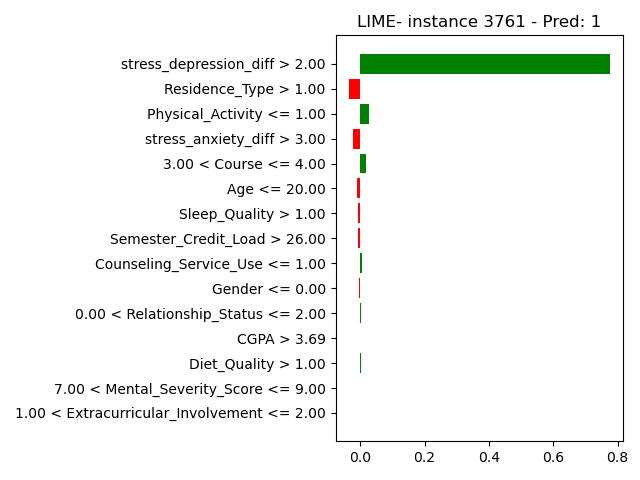 LIME- instance 3761 - Pred: 1
stress_depression_diff > 2.00
Residence_Type > 1.00
Physical_Activity <= 1.00
stress_anxiety_diff > 3.00
3.00 < Course <= 4.00
Age <= 20.00
Sleep_Quality > 1.00
Semester_Credit_Load > 26.00
Counseling_Service_Use <= 1.00
Gender <= 0.00
0.00 < Relationship_Status <= 2.00
CGPA > 3.69
Diet_Quality > 1.00
7.00 < Mental_Severity_Score <= 9.00
1.00 < Extracurricular_Involvement <= 2.00
0.0 0.2 0.4 0.6 0.8